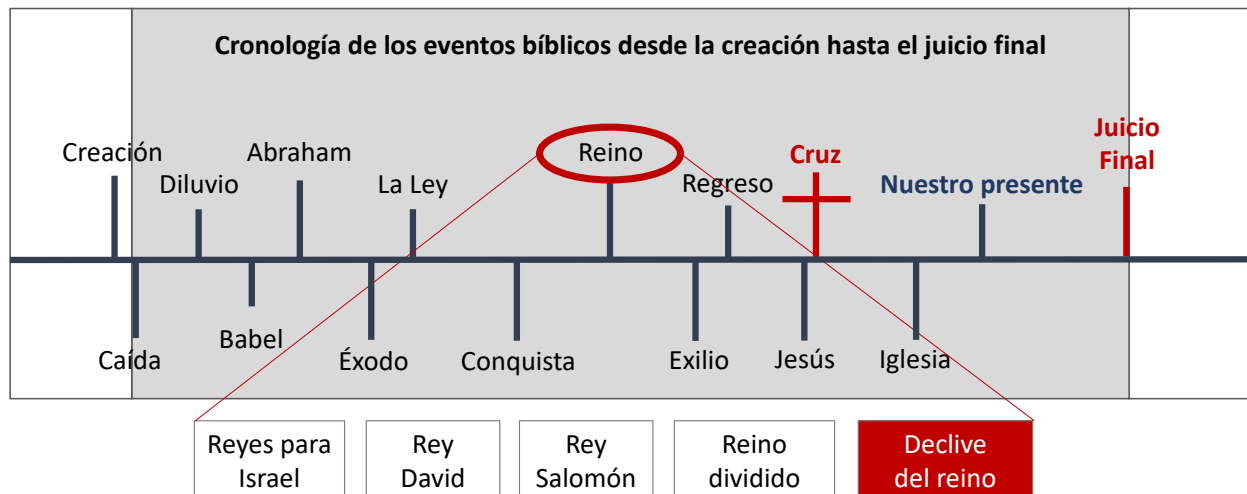 Cronología de los eventos bíblicos desde la creación hasta el juicio final
Creación
Diluvio
Abraham
La Ley
Reino
Regreso
Cruz
Nuestro presente
Juicio
Final
Caída
Babel
Éxodo
Conquista
Exilio
Jesús
Iglesia
Reyes para
Israel
Rey
David
Rey
Salomón
Reino
dividido
Declive
del reino